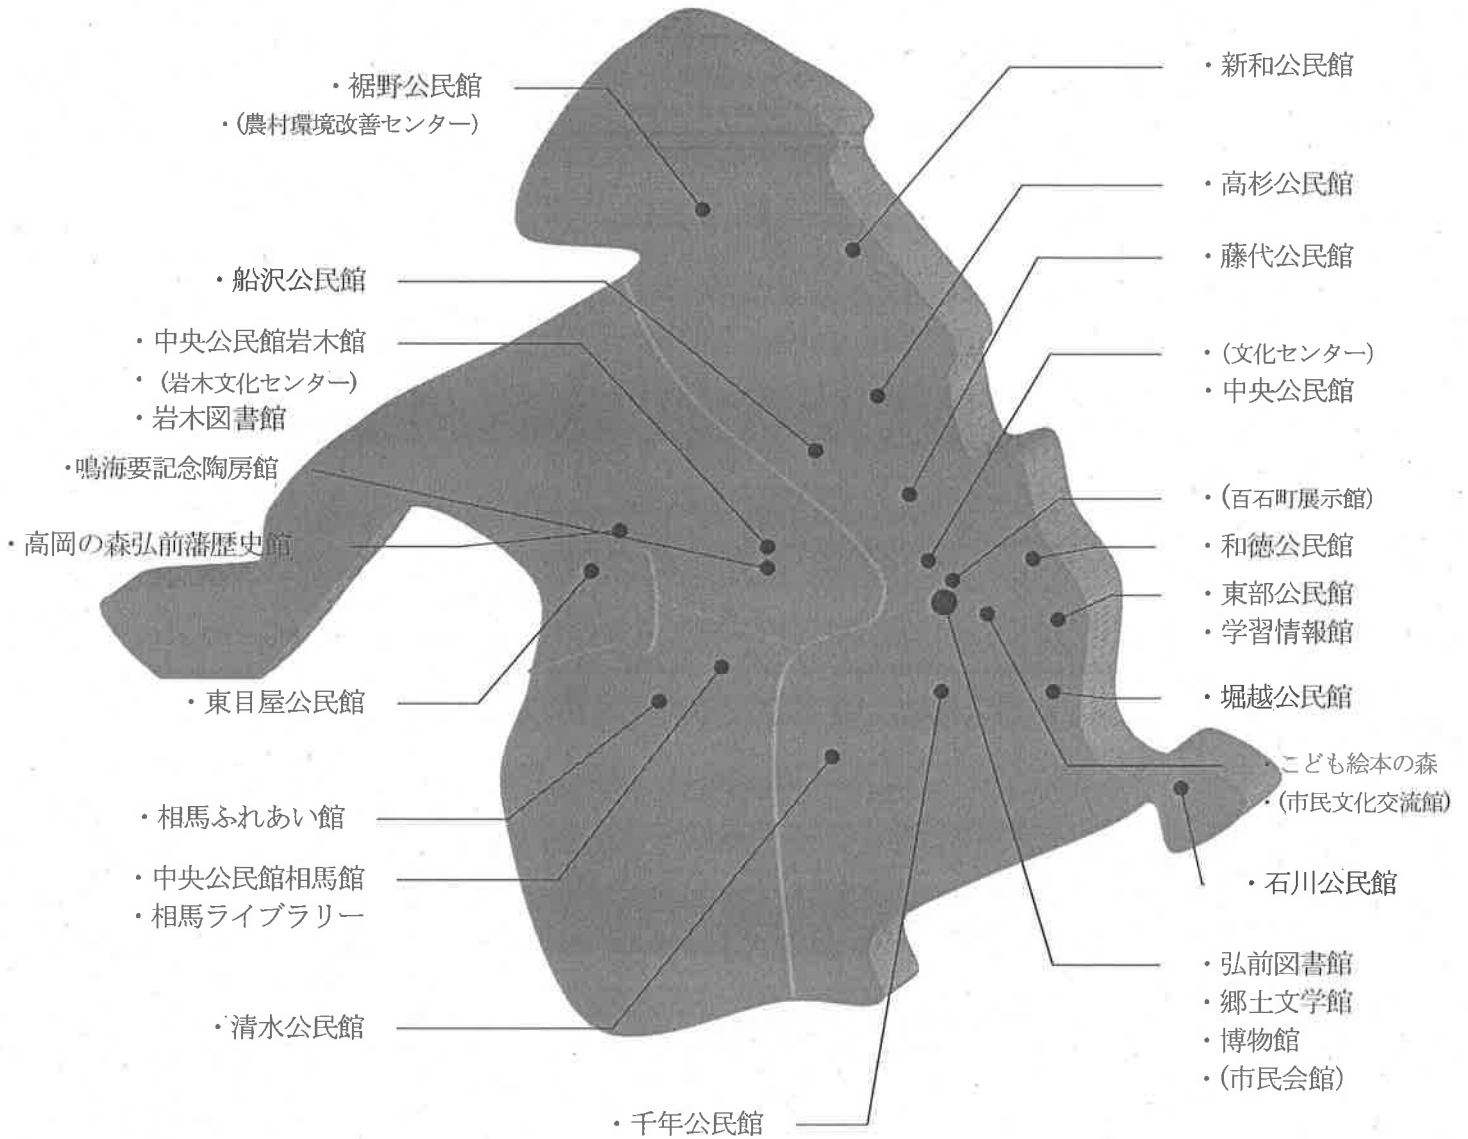 ・裾野公民館
・(農村環境改善センター)
・船沢公民館
・中央公民館岩木館
・(岩木文化センター)
・岩木図書館
・鳴海要記念陶房館
・高岡の森弘前藩歴史館
・東目屋公民館
・相馬ふれあい館
・中央公民館相馬館
・相馬ライブラリー
・清水公民館
・千年公民館
・新和公民館
・高杉公民館
・藤代公民館
・(文化センター)
・中央公民館
・(百石町展示館)
・和徳公民館
・東部公民館
・学習情報館
・堀越公民館
・こども絵本の森
・(市民文化交流館)
・石川公民館
・弘前図書館
・郷土文学館
・博物館
・(市民会館)